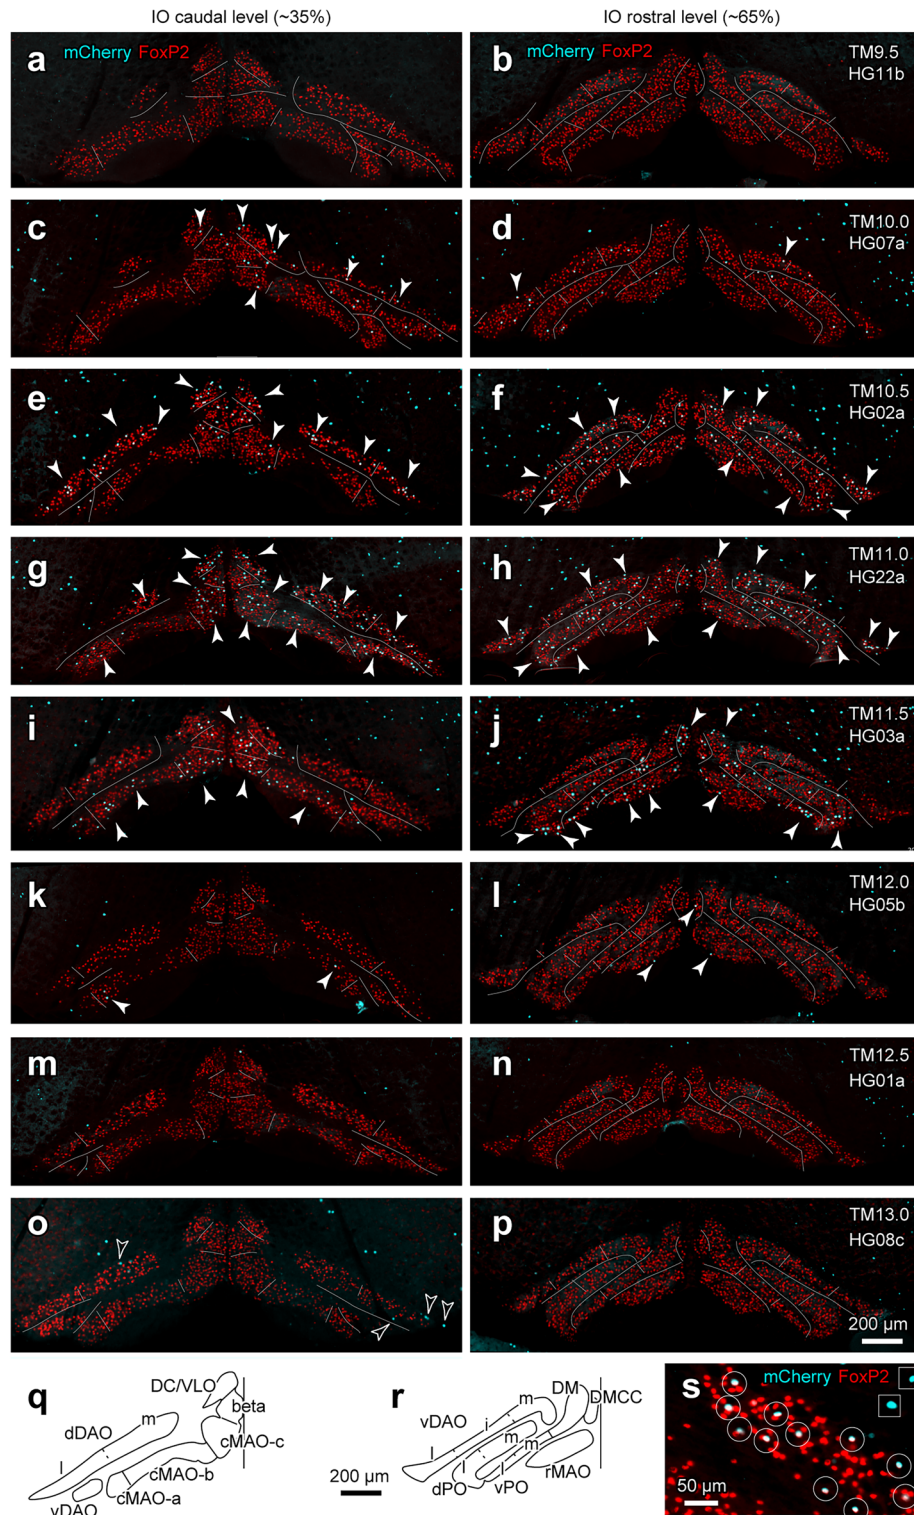 IO caudal level (~35%) IO rostral level (~65%)
a mCherry FoxP2 b mCherry FoxP2 TM9.5
HG11b
c d TM10.0
HG07a
e f TM10.5
HG02a
g h TM11.0
HG22a
i j TM11.5
HG03a
k l TM12.0
HG05b
m n TM12.5
HG01a
o p TM13.0
HG08c
200 µm
q DC/VLO
beta
m
dDAO
cMAO-c
l
cMAO-b
vDAO cMAO-a
r DM
DMCC
m
vDAO
i
m
m
l
l
rMAO
l
dPO vPO
200 µm
s mCherry FoxP2
50 µm